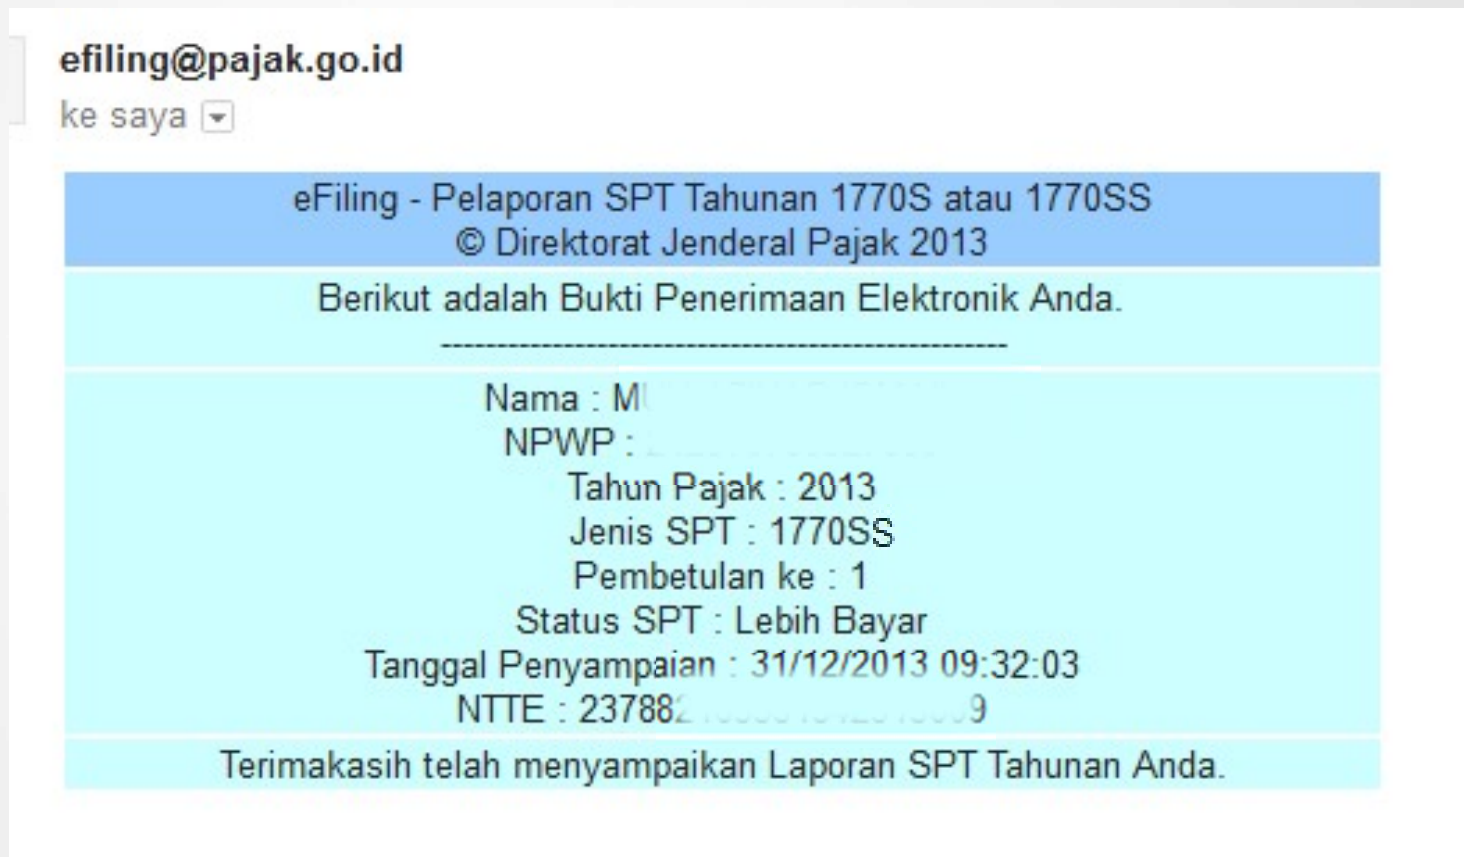 efiling@pajak.go.id
ke saya
eFiling - Pelaporan SPT Tahunan 1770S atau 1770SS
© Direktorat Jenderal Pajak 2013
Berikut adalah Bukti Penerimaan Elektronik Anda.
---------------------------------------------------------
Nama :
NPWP :
Tahun Pajak : 2013
Jenis SPT : 1770SS
Pembetulan ke : 1
Status SPT : Lebih Bayar
Tanggal Penyampaian : 31/12/2013 09:32:03
NTTE :
Terimakasih telah menyampaikan Laporan SPT Tahunan Anda.